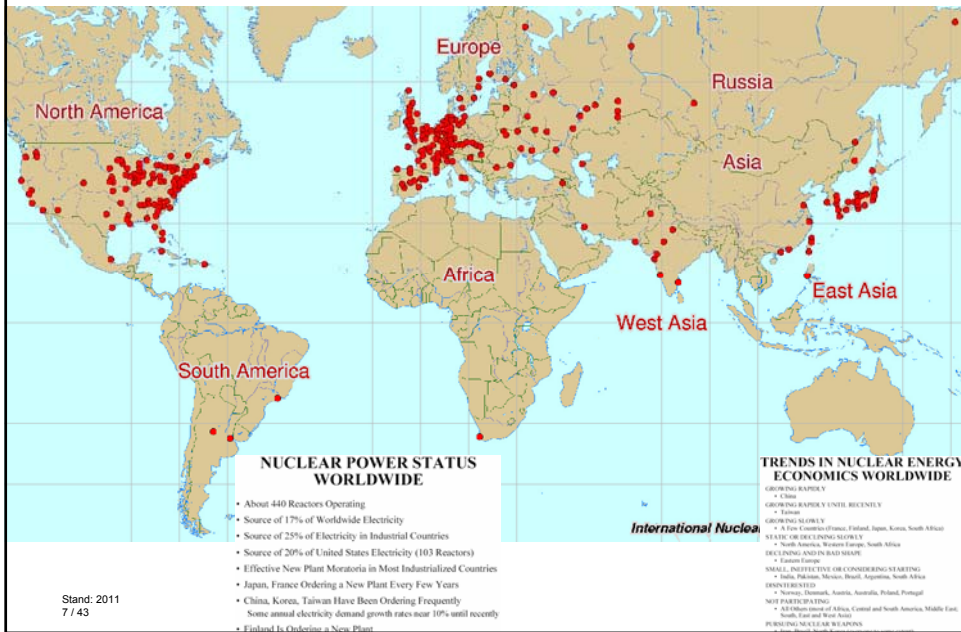 Europe
Russia
North America
Asia
Africa
East Asia
West Asia
South America
NUCLEAR POWER STATUS
WORLDWIDE
• About 440 Reactors Operating
• Source of 17% of Worldwide Electricity
• Source of 25% of Electricity in Industrial Countries
• Source of 20% of United States Electricity (103 Reactors)
• Effective New Plant Moratoria in Most Industrialized Countries
• Japan, France Ordering a New Plant Every Few Years
• China, Korea, Taiwan Have Been Ordering Frequently
Some annual electricity demand growth rates near 10% until recently
• Finland Is Ordering a New Plant
International Nuclea
TRENDS IN NUCLEAR ENERGY
ECONOMICS WORLDWIDE
GROWING RAPIDLY
• China
GROWING RAPIDLY UNTIL RECENTLY
• Taiwan
GROWING SLOWLY
• A Few Countries (France, Finland, Japan, Korea, South Africa)
STATIC OR DECLINING SLOWLY
• North America, Western Europe, South Africa
DECLINING AND IN BAD SHAPE
• Eastern Europe
SMALL, INEFFECTIVE OR CONSIDERING STARTING
• India, Pakistan, Mexico, Brazil, Argentina, South Africa
DISINTERESTED
• Norway, Denmark, Austria, Australia, Poland, Portugal
NOT PARTICIPATING
• All Others (most of Africa, Central and South America, Middle East,
South, East and West Asia)
PURSUING NUCLEAR WEAPONS
Stand: 2011
7 / 43